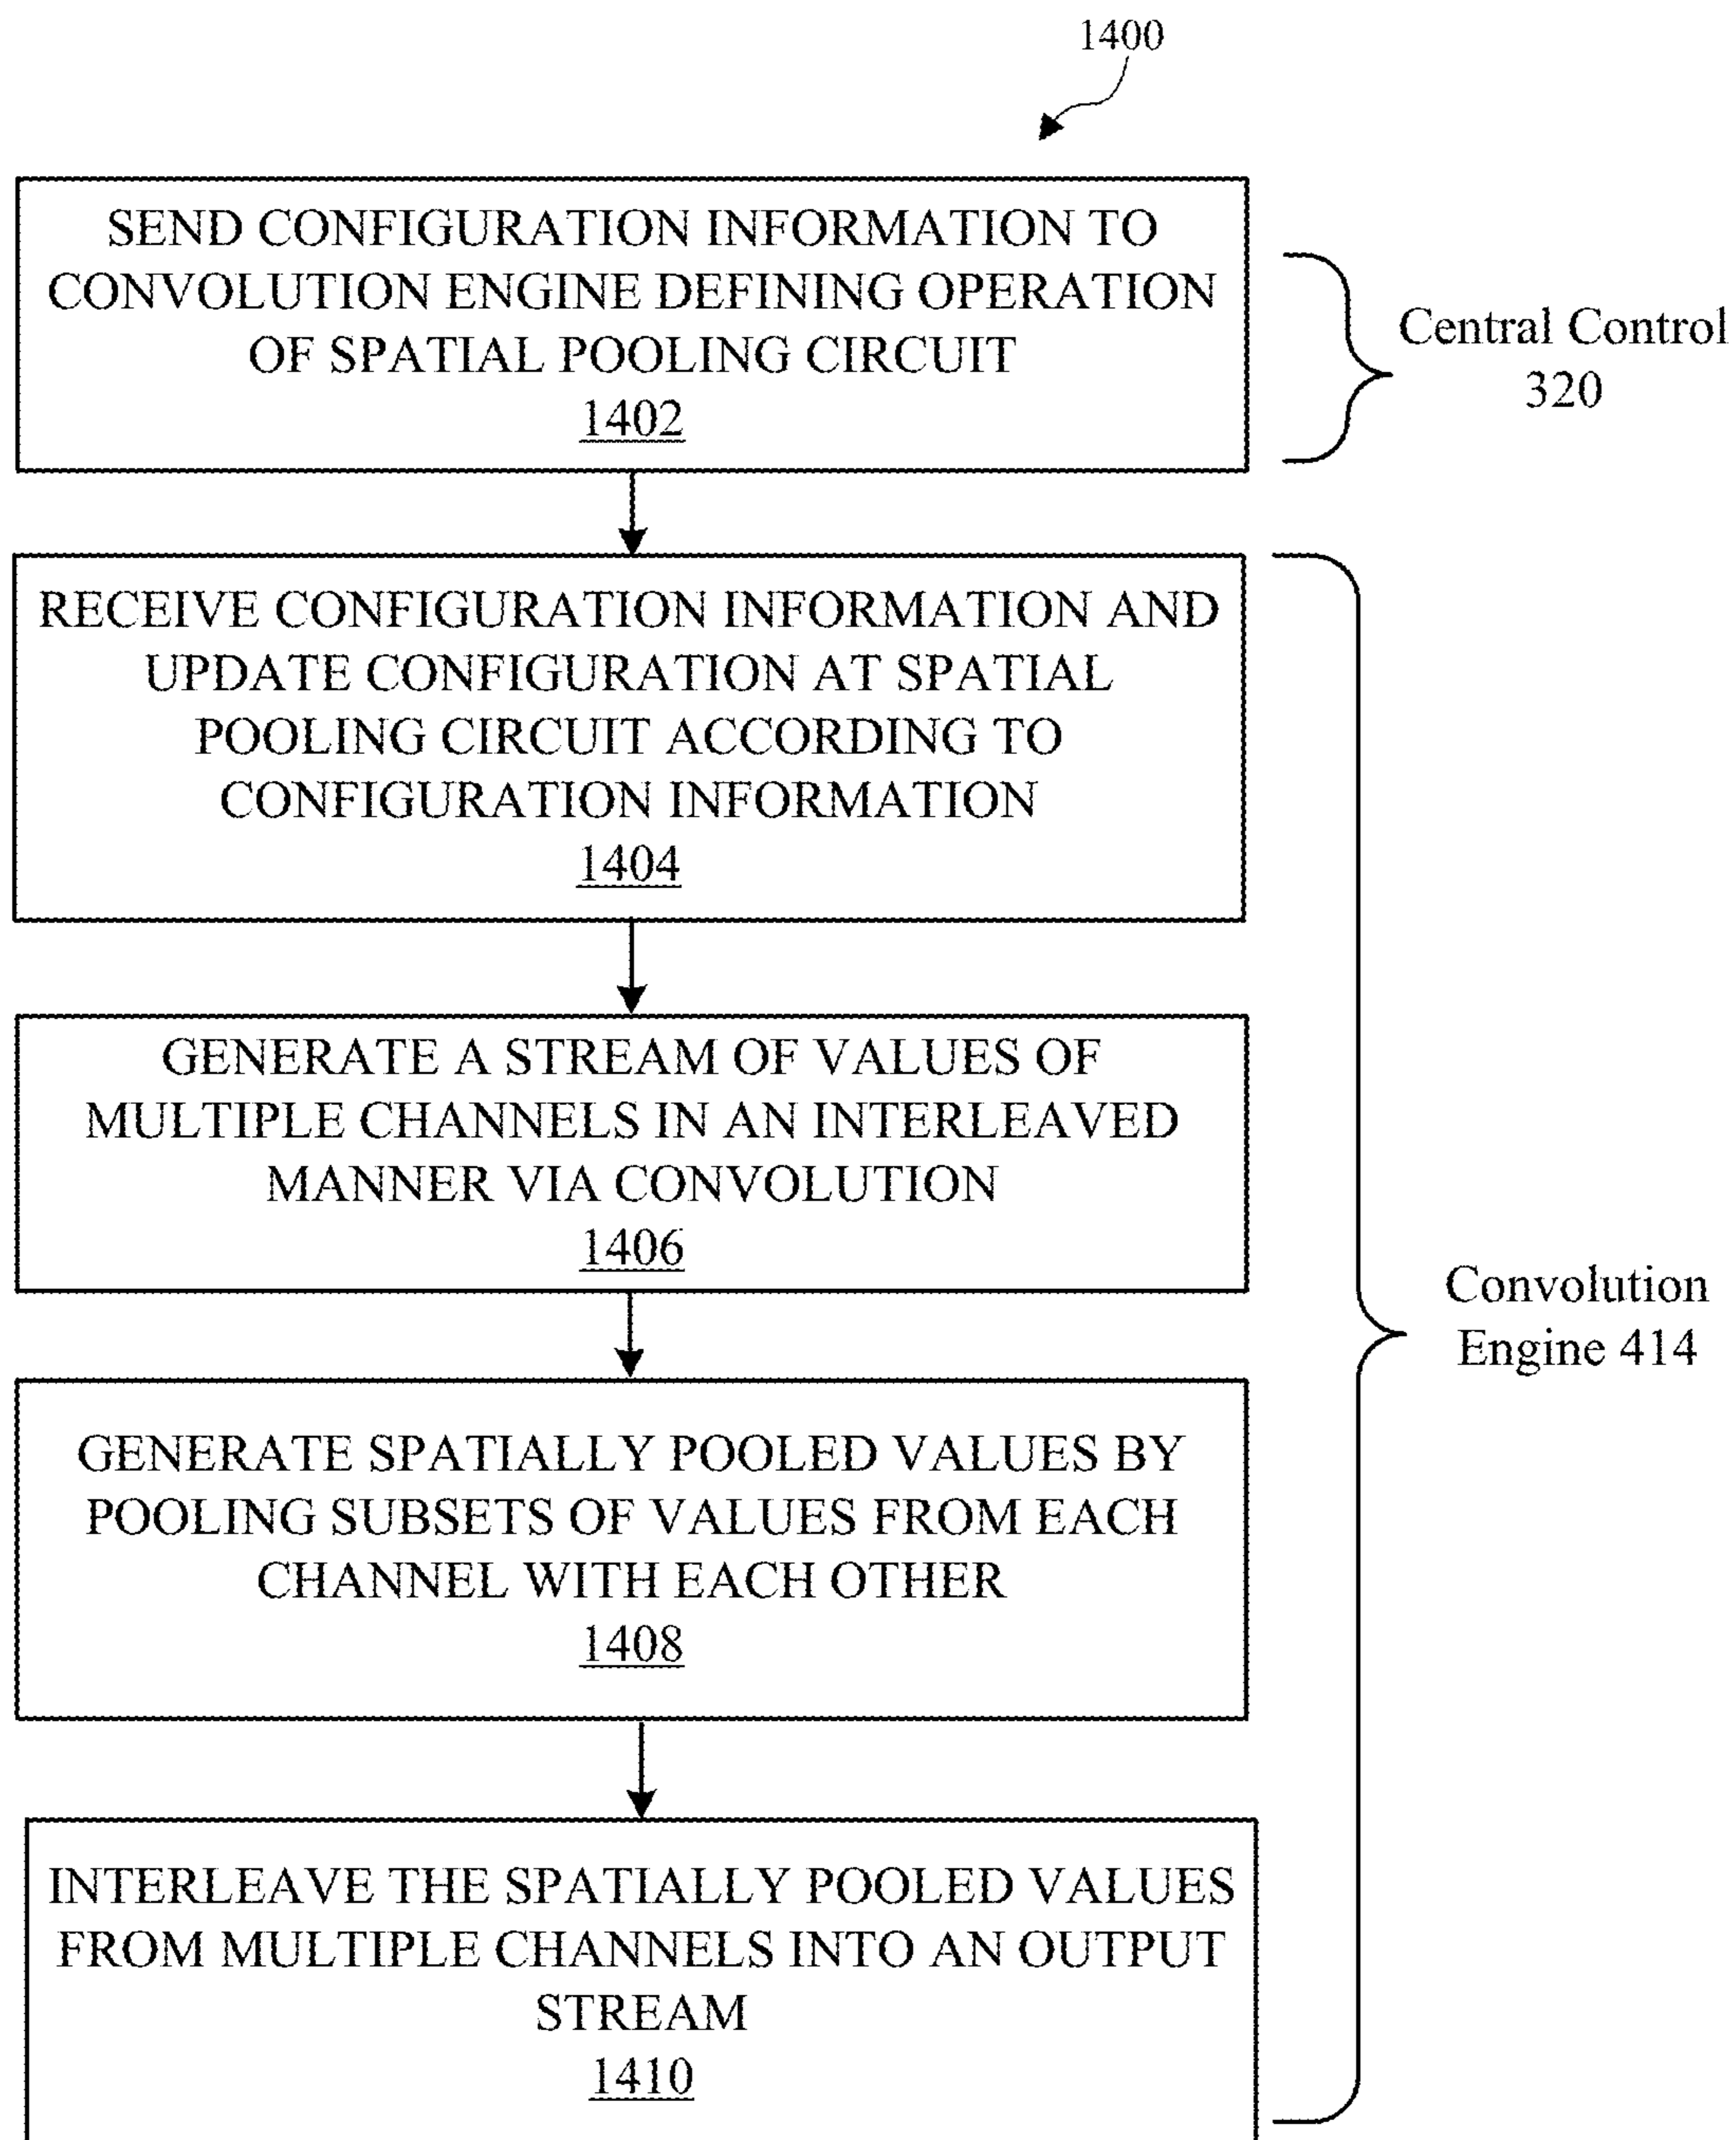 1400
SEND CONFIGURATION INFORMATION TO
CONVOLUTION ENGINE DEFINING OPERATION
OF SPATIAL POOLING CIRCUIT
1402
Central Control
320
RECEIVE CONFIGURATION INFORMATION AND
UPDATE CONFIGURATION AT SPATIAL
POOLING CIRCUIT ACCORDING TO
CONFIGURATION INFORMATION
1404
GENERATE A STREAM OF VALUES OF
MULTIPLE CHANNELS IN AN INTERLEAVED
MANNER VIA CONVOLUTION
1406
Convolution
Engine 414
GENERATE SPATIALLY POOLED VALUES BY
POOLING SUBSETS OF VALUES FROM EACH
CHANNEL WITH EACH OTHER
1408
INTERLEAVE THE SPATIALLY POOLED VALUES
FROM MULTIPLE CHANNELS INTO AN OUTPUT
STREAM
1410